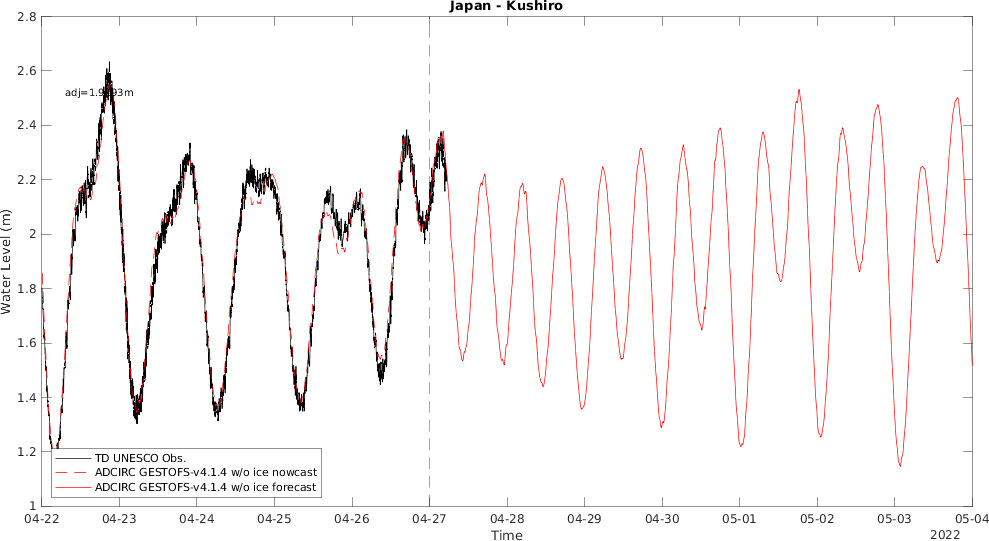 Japan - Kushiro
2.8
2.6
2.4
2.2
2
1.8
1.6
1.4
1.2
1
Water Level (m)
TD UNESCO Obs.
ADCIRC GESTOFS-v4.1.4 w/o ice nowcast
ADCIRC GESTOFS-v4.1.4 w/o ice forecast
04-22 04-23 04-24 04-25 04-26 04-27 04-28 04-29 04-30 05-01 05-02 05-03 05-04
Time
2022